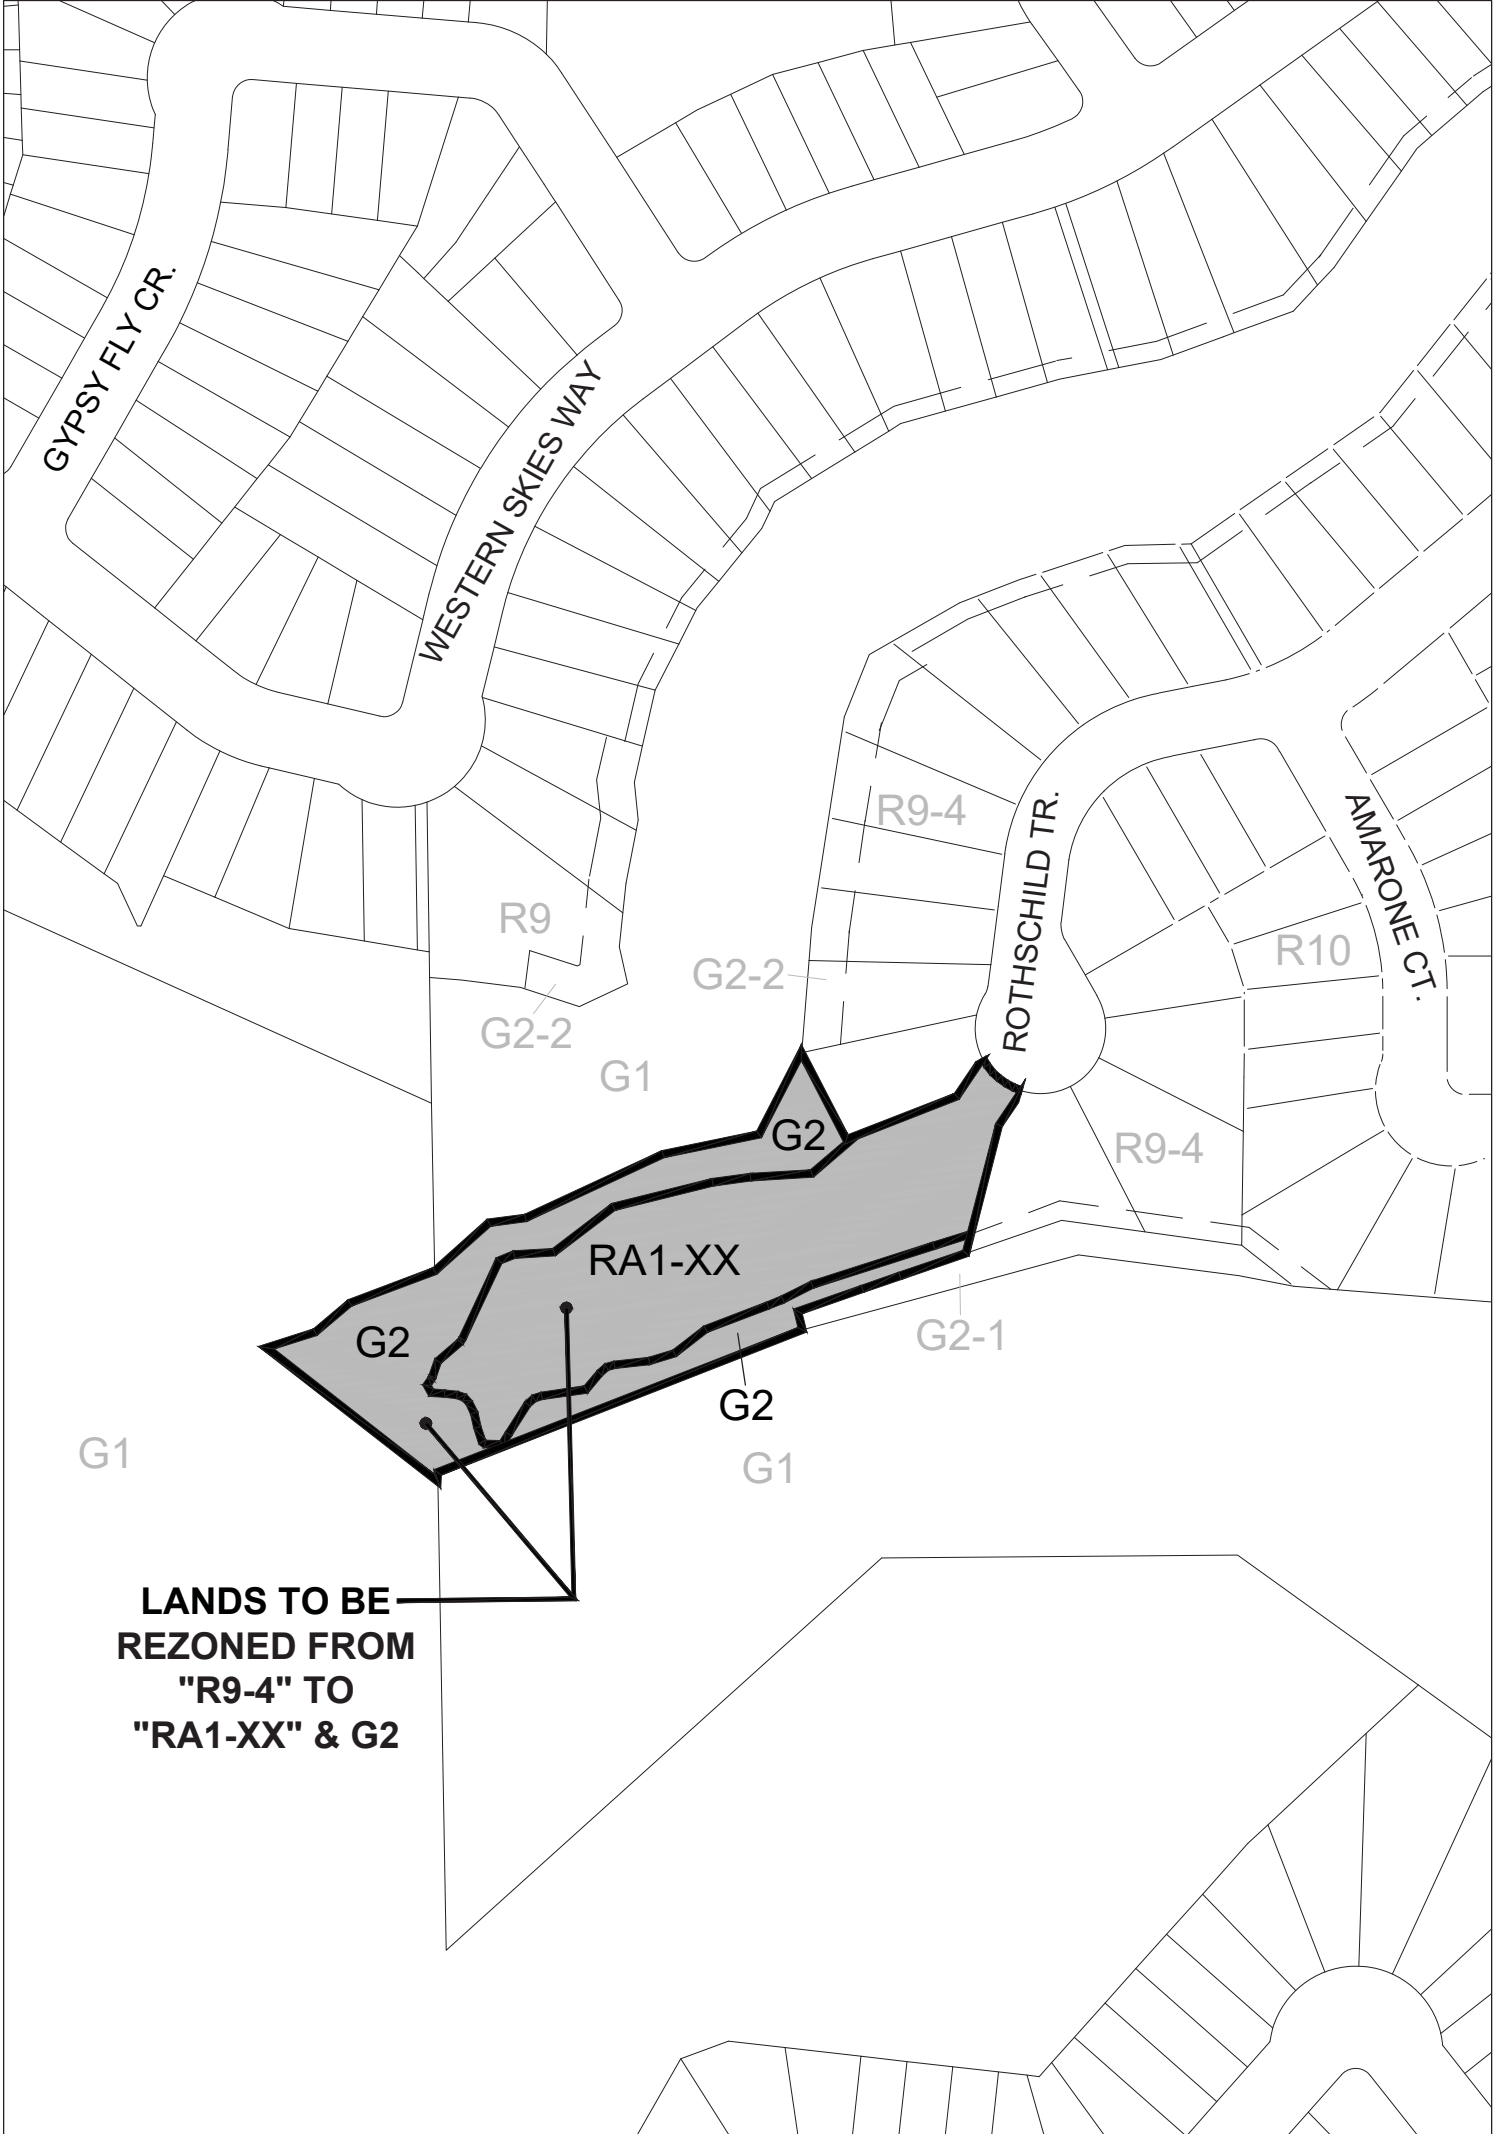 GYPSY FLY CR.
WESTERN SKIES WAY
R9-4
ROTHSCHILD TR.
AMARONE CT.
R9
R10
G2-2
G2-2
G1
G2
R9-4
RA1-XX
G2
G2-1
G2
G1
G1
LANDS TO BE
REZONED FROM
"R9-4" TO
"RA1-XX" & G2